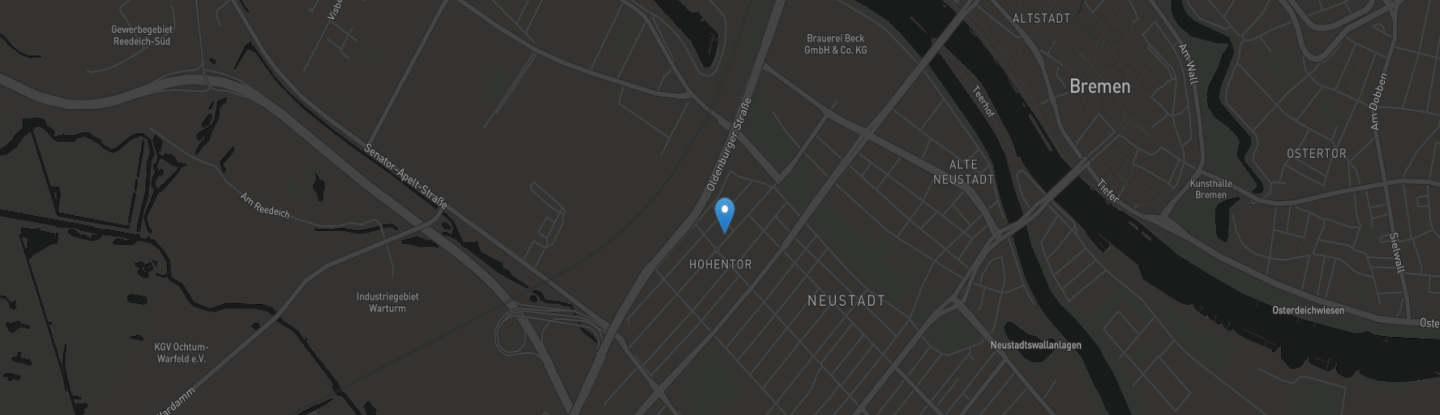 Gewerbegebiet
Reedeich-Süd
Brauerei Beck
GmbH & Co. KG
ALTSTADT
Am Wall
Bremen
Teerhof
Am Dobben
OSTERTOR
Oldenburger Straße
Senator-Apelt-Straße
Am Reedeich
ALTE
NEUSTADT
Tiefer
Kunsthalle
Bremen
Sielwall
HOHENTOR
NEUSTADT
Industriegebiet
Warturm
Osterdeichwiesen
Oste
Neustadtswallanlagen
KGV Ochtum-
Warfeld e.V.
Wardamm